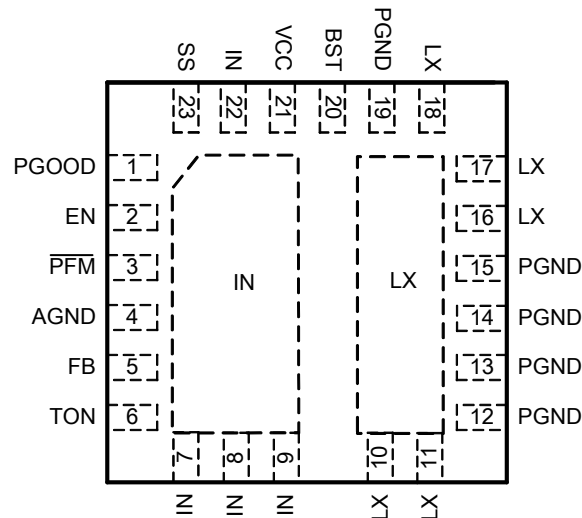 SS IN VCC BST PGND LX
23 22 21 20 19 18
PGOOD 1
EN 2
PFM 3
AGND 4
FB 5
TON 6
IN
LX
17 LX
16 LX
15 PGND
14 PGND
13 PGND
12 PGND
7 8 9 10 11
IN IN IN LX LX